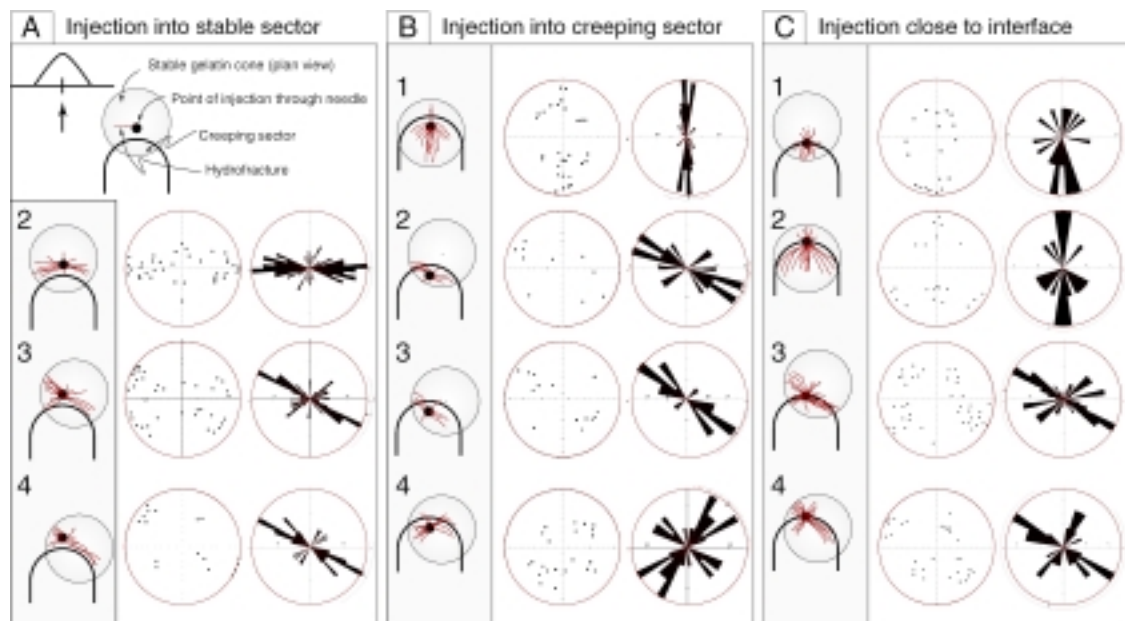 A Injection into stable sector
Stable gelatin cone (plan view)
Point of injection through needle
Creeping sector
Hydrofracture
2
3
4
B Injection into creeping sector
1
2
3
4
C Injection close to interface
1
2
3
4